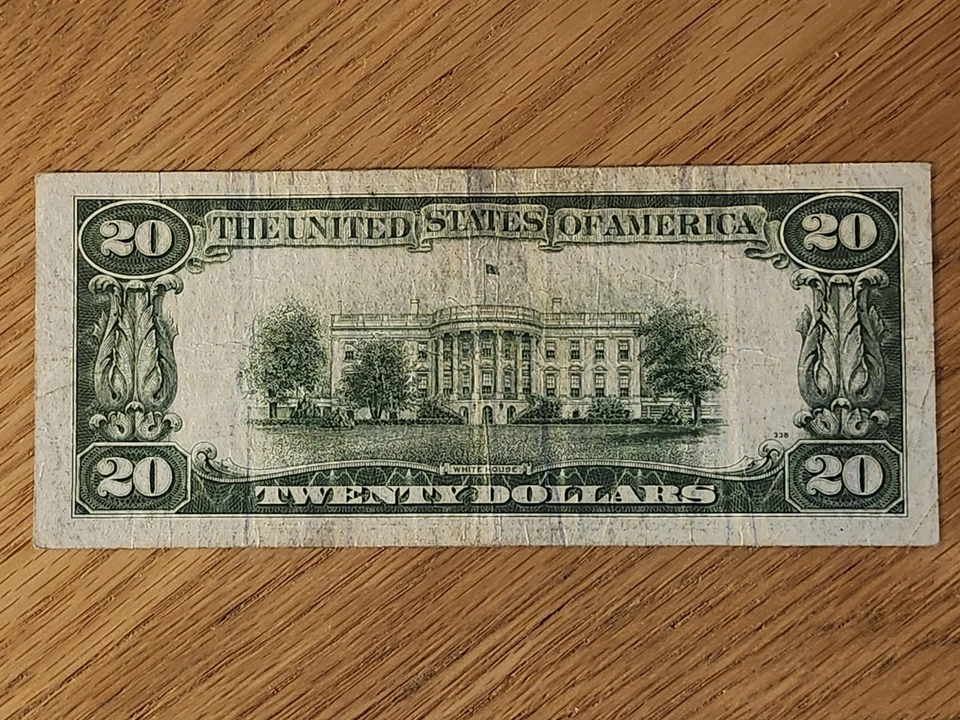 20 THE UNITED STATES OF AMERICA 20
338
WHITE HOUSE
20 TWENTY DOLLARS 20